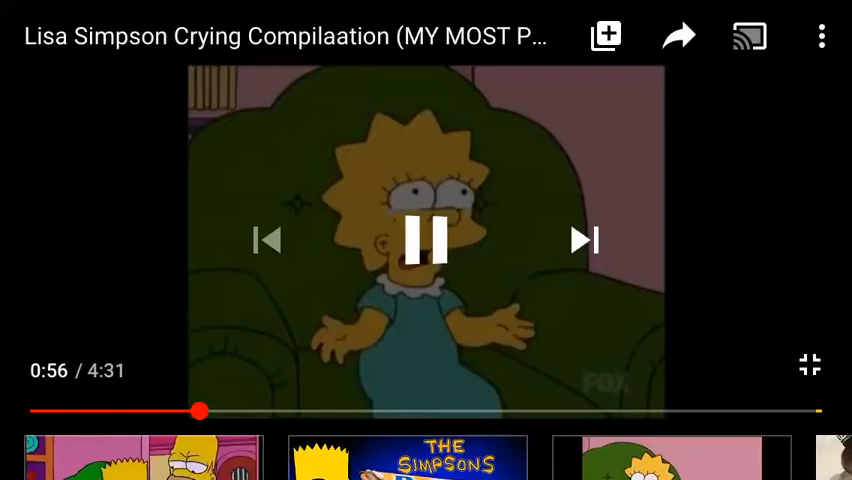 Lisa Simpson Crying Compilaation (MY MOST P...
FOX
0:56 / 4:31
THE
SIMPSONS